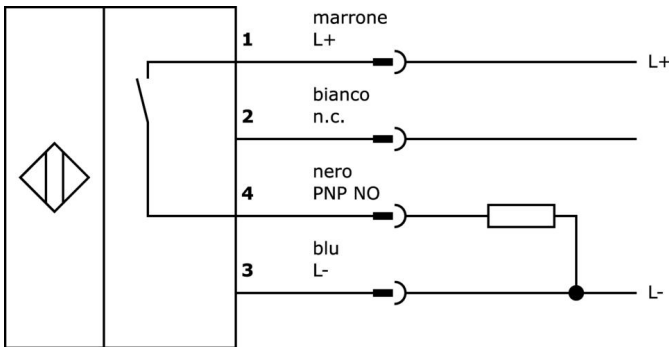 marrone
1 L+
L+
bianco
2 n.c.
nero
4 PNP NO
blu
3 L-
L-